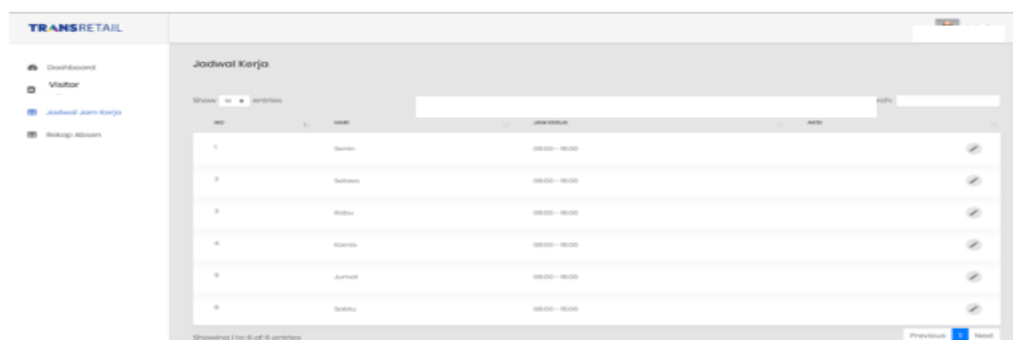 TRANSRETAIL
Dashboard
Visitor
Jadwal Jam Kerja
Rekap Absen
Jadwal Kerja
Show 10 entries
NO HARI JAM KERJA AKSI
1 Senin 08:00 - 16:00
2 Selasa 08:00 - 16:00
3 Rabu 08:00 - 16:00
4 Kamis 08:00 - 16:00
5 Jumat 08:00 - 16:00
6 Sabtu 08:00 - 16:00
Showing 1 to 6 of 6 entries
Previous 1 Next